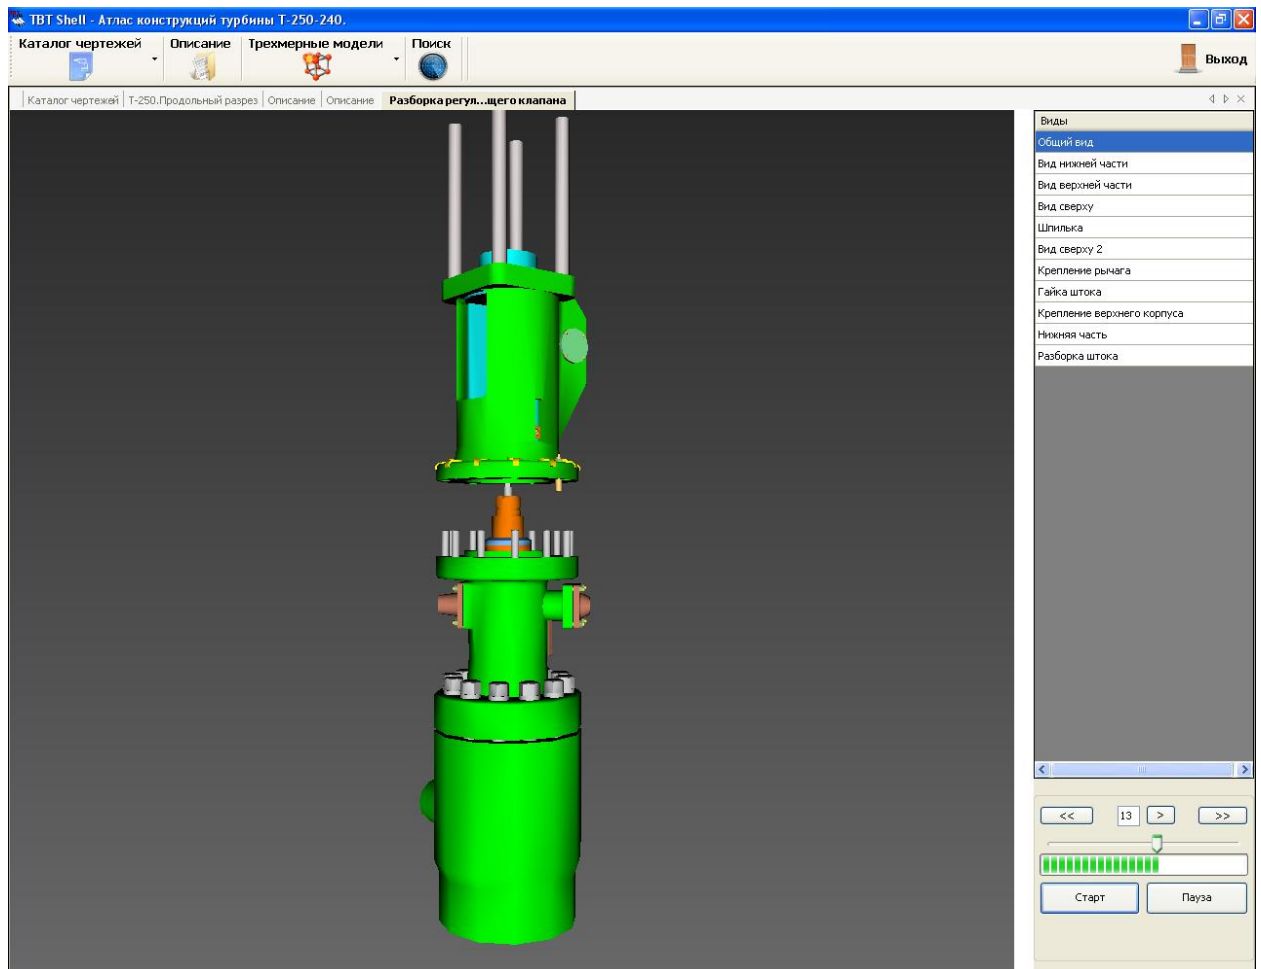 TBT Shell - Атлас конструкций турбины Т-250-240.
Каталог чертежей Описание Трехмерные модели Поиск Выход
Каталог чертежей Т-250.Продольный разрез Описание Описание Разборка регул...щего клапана
Виды
Общий вид
Вид нижней части
Вид верхней части
Вид сверху
Шпилька
Вид сверху 2
Крепление рычага
Гайка штока
Крепление верхнего корпуса
Нижняя часть
Разборка штока
<< 13 > >>
Старт Пауза